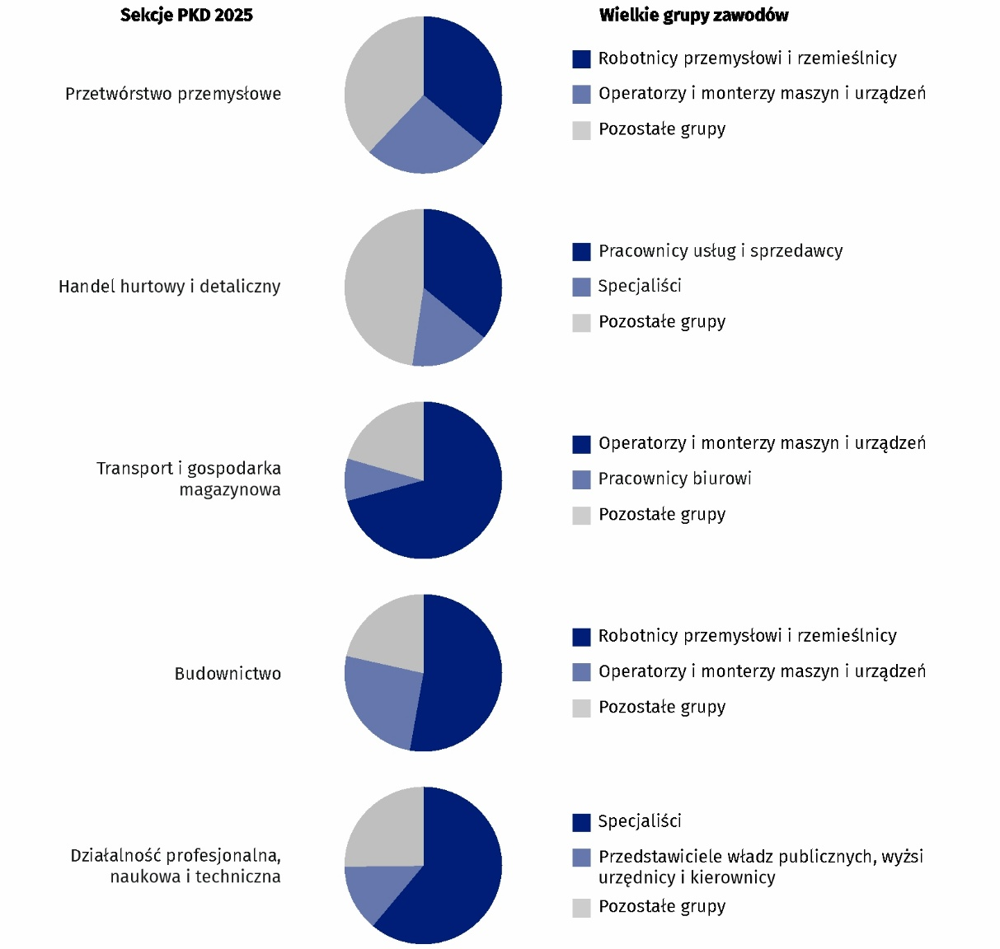 Sekcje PKD 2025
Wielkie grupy zawodów
Przetwórstwo przemysłowe
Robotnicy przemysłowi i rzemieślnicy
Operatorzy i monterzy maszyn i urządzeń
Pozostałe grupy
Handel hurtowy i detaliczny
Pracownicy usług i sprzedawcy
Specjaliści
Pozostałe grupy
Transport i gospodarka
magazynowa
Operatorzy i monterzy maszyn i urządzeń
Pracownicy biurowi
Pozostałe grupy
Budownictwo
Robotnicy przemysłowi i rzemieślnicy
Operatorzy i monterzy maszyn i urządzeń
Pozostałe grupy
Działalność profesjonalna,
naukowa i techniczna
Specjaliści
Przedstawiciele władz publicznych, wyżsi
urzędnicy i kierownicy
Pozostałe grupy